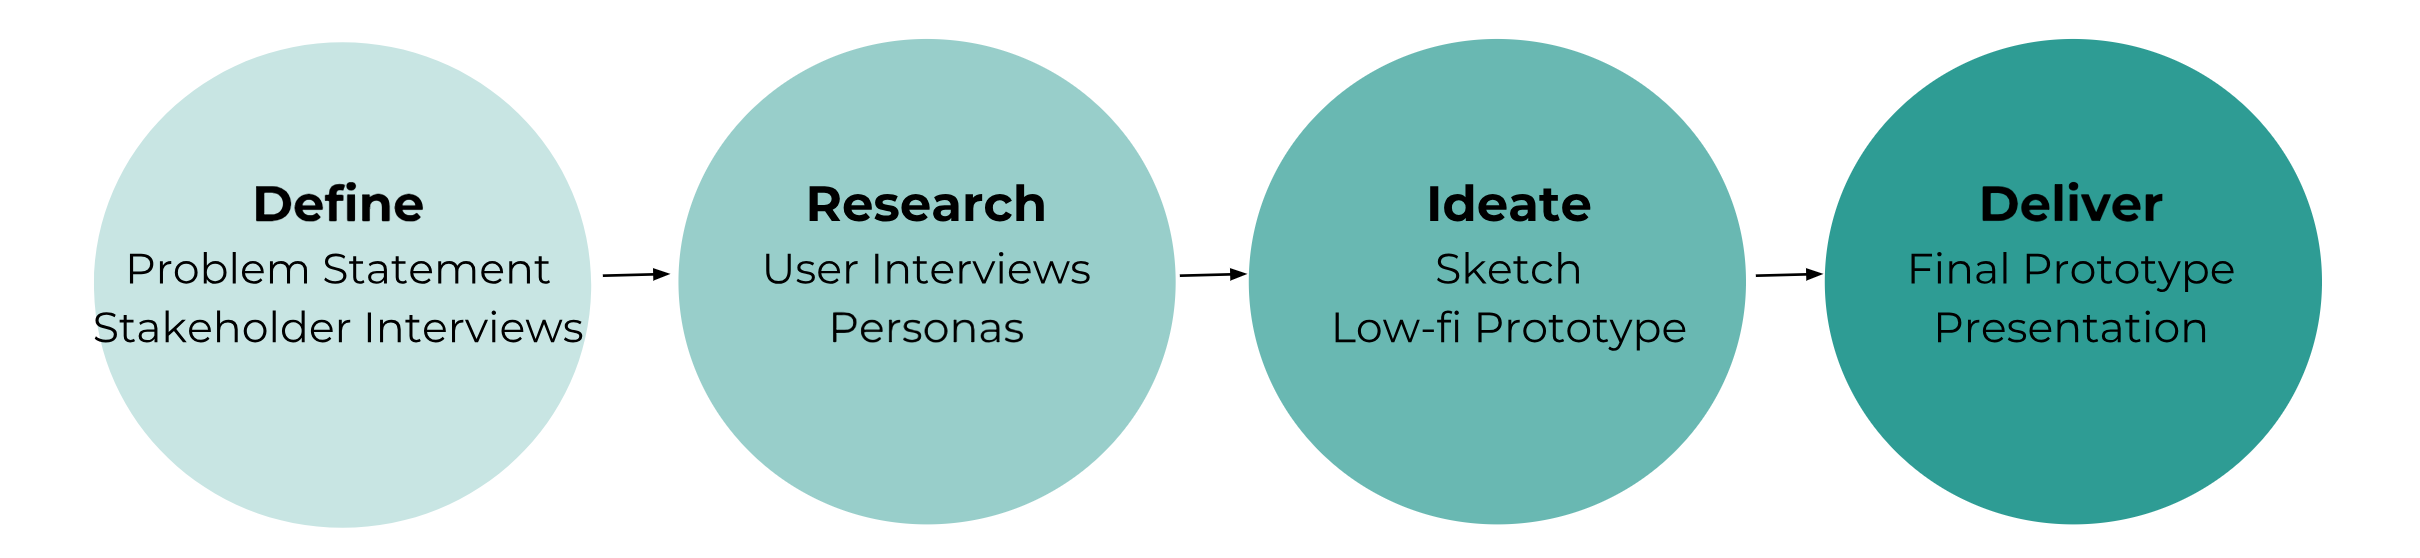 Define
Problem Statement
Stakeholder Interviews
Research
User Interviews
Personas
Ideate
Sketch
Low-fi Prototype
Deliver
Final Prototype
Presentation